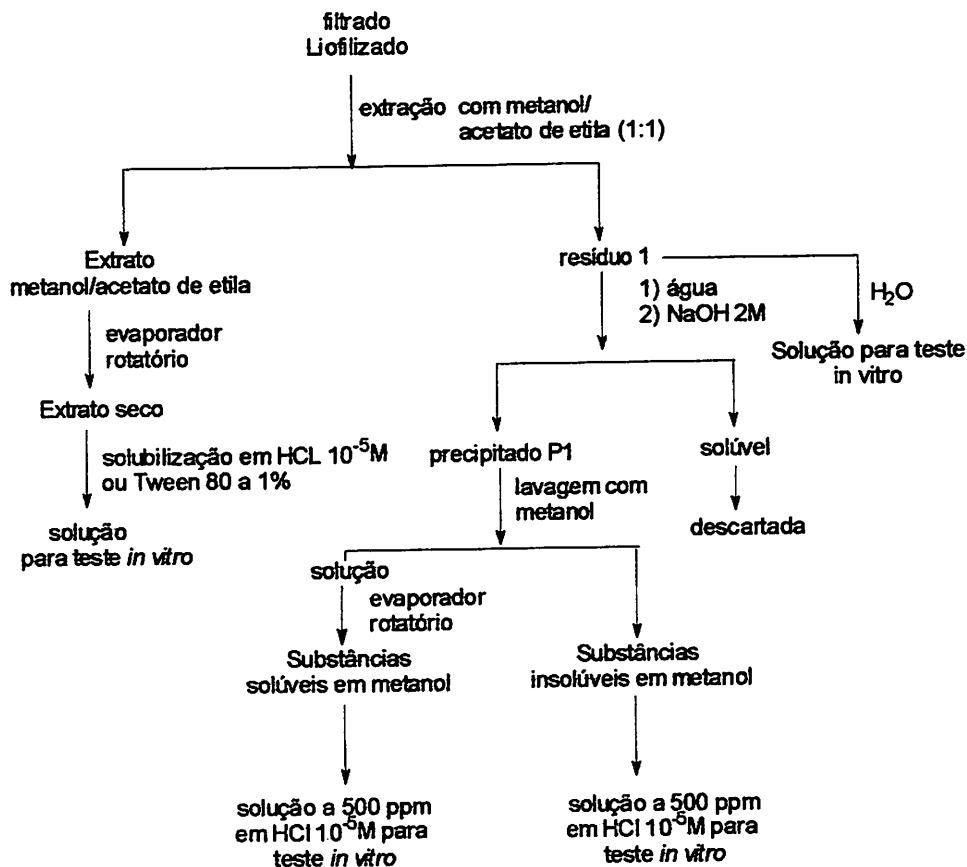 filtrado
Liofilizado
extração com metanol/
acetato de etila (1:1)
Extrato
metanol/acetato de etila
evaporador
rotatório
Extrato seco
solubilização em HCL 10⁻⁵M
ou Tween 80 a 1%
solução
para teste in vitro
resíduo 1
1) água
2) NaOH 2M
H₂O
Solução para teste
in vitro
precipitado P1
lavagem com
metanol
solúvel
descartada
solução
evaporador
rotatório
Substâncias
solúveis em metanol
solução a 500 ppm
em HCl 10⁻⁵M para
teste in vitro
Substâncias
insolúveis em metanol
solução a 500 ppm
em HCl 10⁻⁵M para
teste in vitro